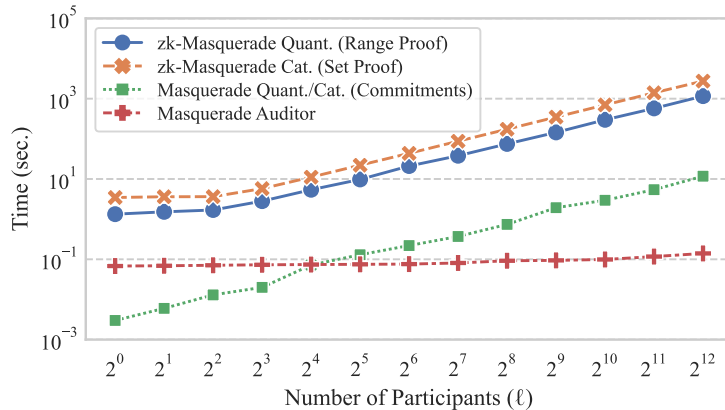 10^5
10^3
10^1
10^-1
10^-3
Time (sec.)
zk-Masquerade Quant. (Range Proof)
zk-Masquerade Cat. (Set Proof)
Masquerade Quant./Cat. (Commitments)
Masquerade Auditor
2^0 2^1 2^2 2^3 2^4 2^5 2^6 2^7 2^8 2^9 2^10 2^11 2^12
Number of Participants (ℓ)